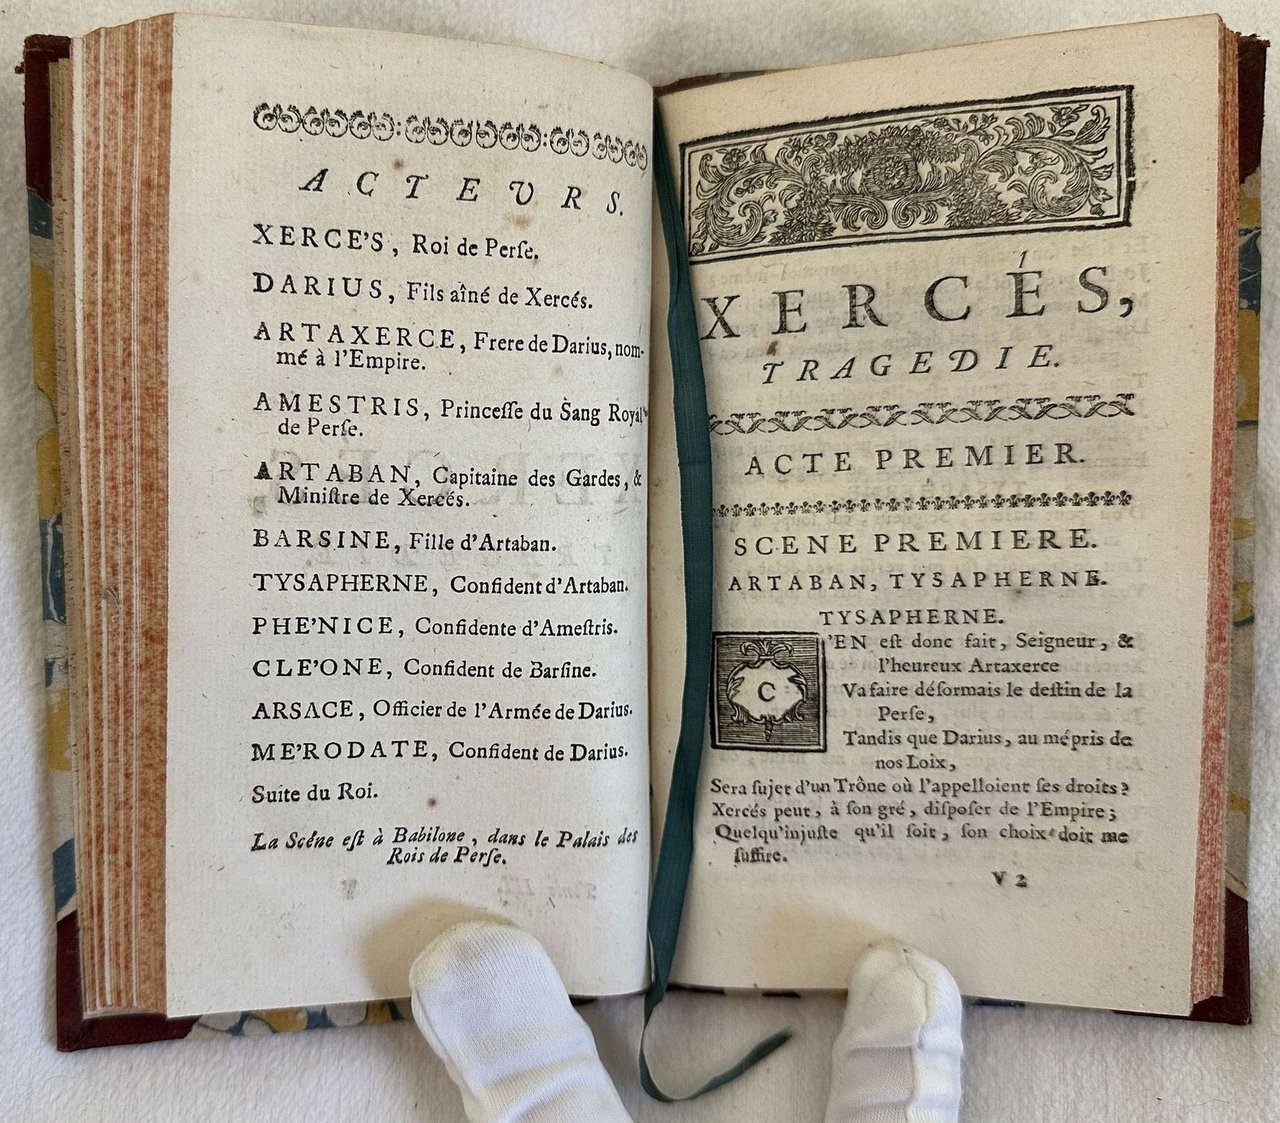 ACTEURS.
XERCE'S, Roi de Perſe.
DARIUS, Fils aîné de Xercés.
ARTAXERCE, Frere de Darius, nom-
mé à l'Empire.
AMESTRIS, Princeſſe du Sang Royal
de Perſe.
ARTABAN, Capitaine des Gardes, &
Miniſtre de Xercés.
BARSINE, Fille d'Artaban.
TYSAPHERNE, Confident d'Artaban.
PHE'NICE, Confidente d'Ameſtris.
CLE'ONE, Confident de Barſine.
ARSACE, Officier de l'Armée de Darius.
ME'RODATE, Confident de Darius.
Suite du Roi.
La Scéne eſt à Babilone, dans le Palais des
Rois de Perſe.
XERCÉS,
TRAGEDIE.
ACTE PREMIER.
SCENE PREMIERE.
ARTABAN, TYSAPHERNE.
TYSAPHERNE.
C'EN eſt donc fait, Seigneur, &
l'heureux Artaxerce
Va faire déſormais le deſtin de la
Perſe,
Tandis que Darius, au mépris de
nos Loix,
Sera ſujet d'un Trône où l'appelloient ſes droits?
Xercés peut, à ſon gré, diſpoſer de l'Empire;
Quelqu'injuſte qu'il ſoit, ſon choix doit me
ſuffire.
V 2